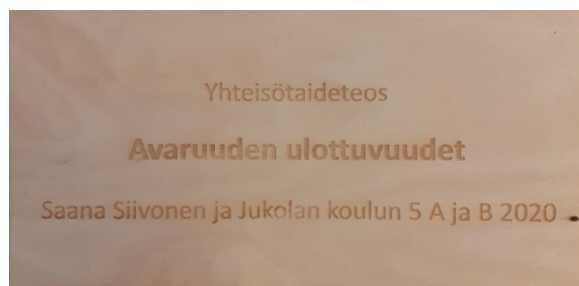 Yhteisötaideteos
Avaruuden ulottuvuudet
Saana Siivonen ja Jukolan koulun 5 A ja B 2020